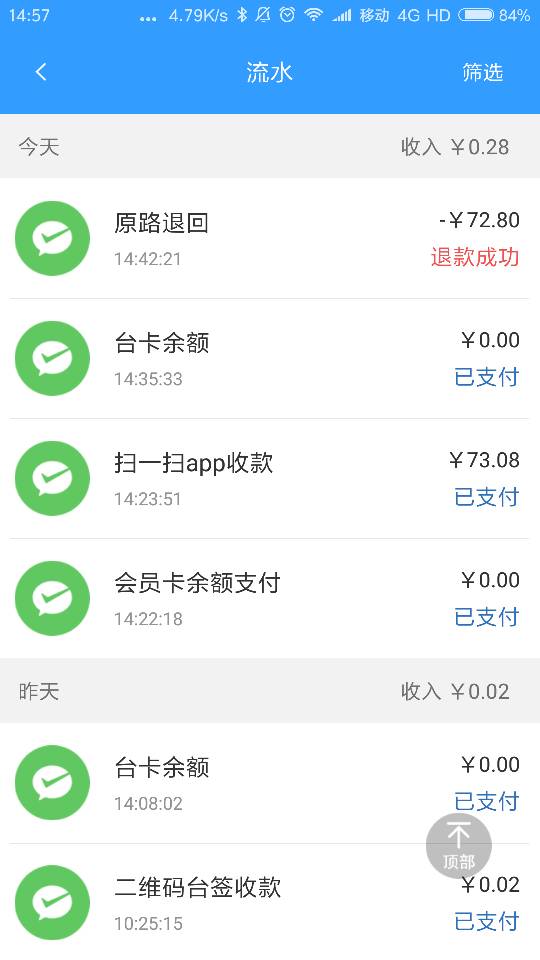 14:57
... 4.79K/s 移动 4G HD 84%
流水
筛选
今天 收入 ￥0.28
原路退回 -￥72.80
14:42:21 退款成功
台卡余额 ￥0.00
14:35:33 已支付
扫一扫app收款 ￥73.08
14:23:51 已支付
会员卡余额支付 ￥0.00
14:22:18 已支付
昨天 收入 ￥0.02
台卡余额 ￥0.00
14:08:02 已支付
顶部
二维码台签收款 ￥0.02
10:25:15 已支付